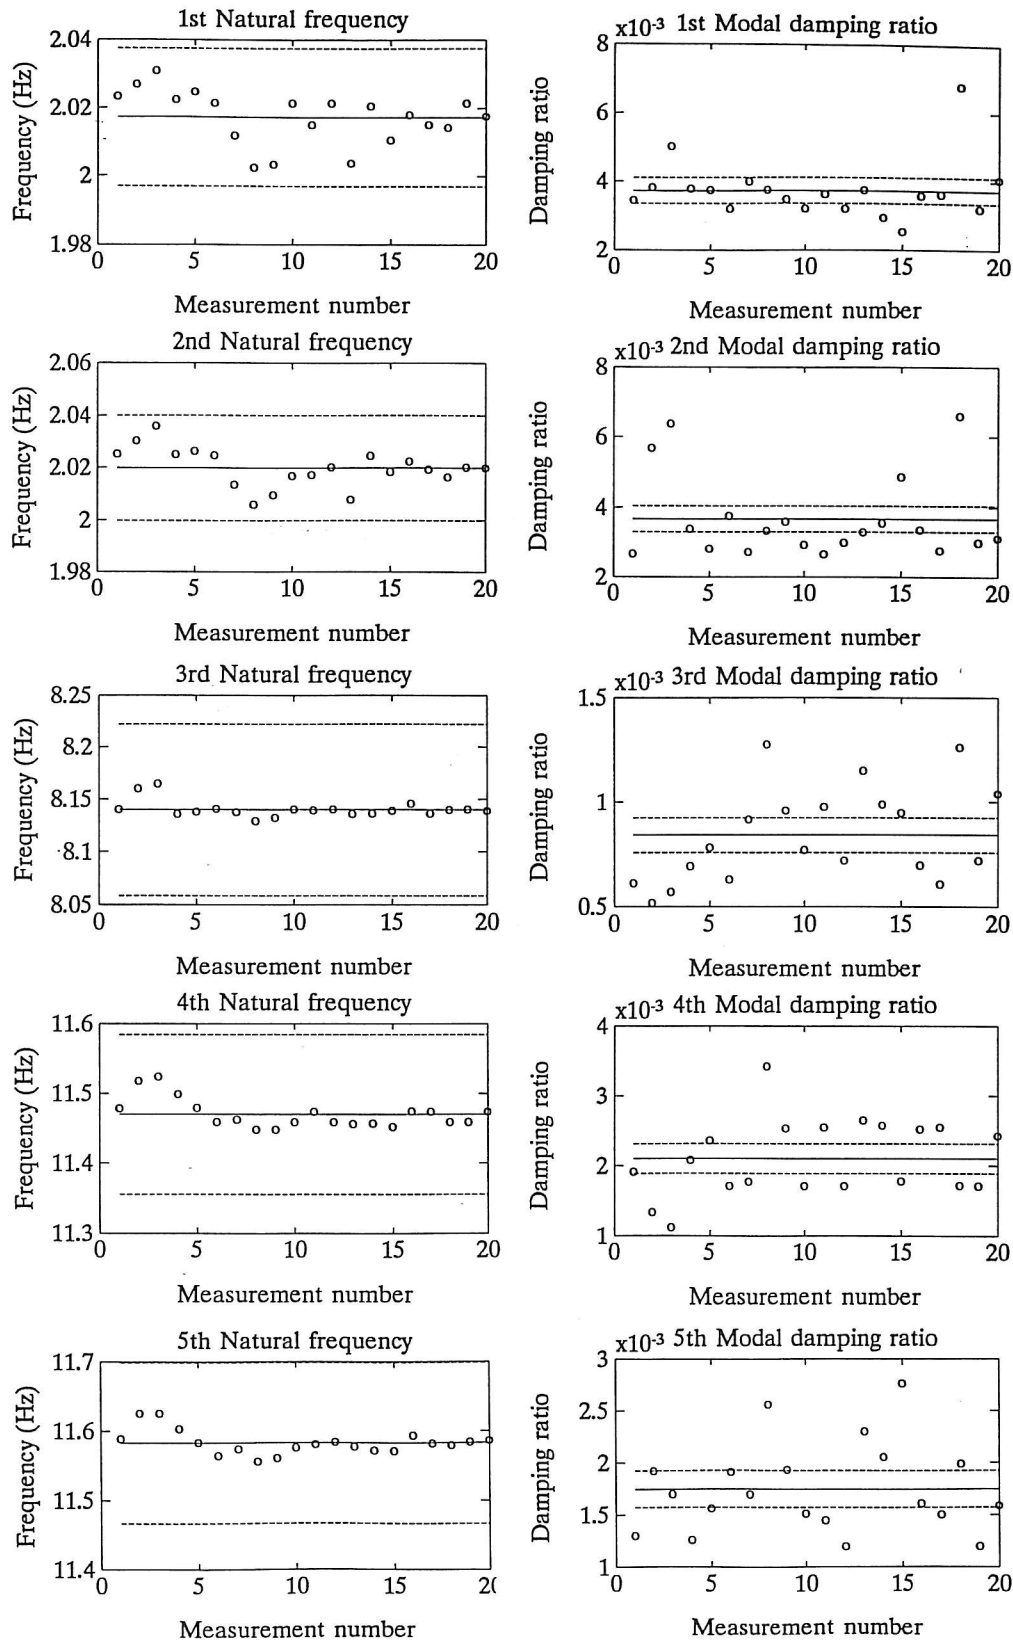 1st Natural frequency
2.04
2.02
2
1.98
0 5 10 15 20
Frequency (Hz)
Measurement number
x10-3 1st Modal damping ratio
8
6
4
2
0 5 10 15 20
Damping ratio
Measurement number
2nd Natural frequency
2.06
2.04
2.02
2
1.98
0 5 10 15 20
Frequency (Hz)
Measurement number
x10-3 2nd Modal damping ratio
8
6
4
2
0 5 10 15 20
Damping ratio
Measurement number
3rd Natural frequency
8.25
8.2
8.15
8.1
8.05
0 5 10 15 20
Frequency (Hz)
Measurement number
x10-3 3rd Modal damping ratio
1.5
1
0.5
0 5 10 15 20
Damping ratio
Measurement number
4th Natural frequency
11.6
11.5
11.4
11.3
0 5 10 15 20
Frequency (Hz)
Measurement number
x10-3 4th Modal damping ratio
4
3
2
1
0 5 10 15 20
Damping ratio
Measurement number
5th Natural frequency
11.7
11.6
11.5
11.4
0 5 10 15 20
Frequency (Hz)
Measurement number
x10-3 5th Modal damping ratio
3
2.5
2
1.5
1
0 5 10 15 20
Damping ratio
Measurement number